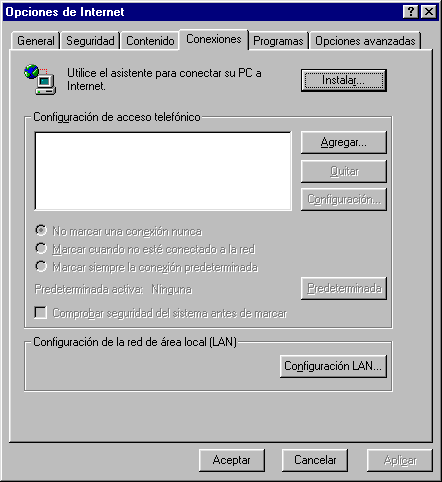 Opciones de Internet
General Seguridad Contenido Conexiones Programas Opciones avanzadas
Utilice el asistente para conectar su PC a
Internet.
Instalar...
Configuración de acceso telefónico
Agregar...
Quitar
Configuración...
No marcar una conexión nunca
Marcar cuando no esté conectado a la red
Marcar siempre la conexión predeterminada
Predeterminada activa: Ninguna
Predeterminada
Comprobar seguridad del sistema antes de marcar
Configuración de la red de área local (LAN)
Configuración LAN...
Aceptar Cancelar Aplicar